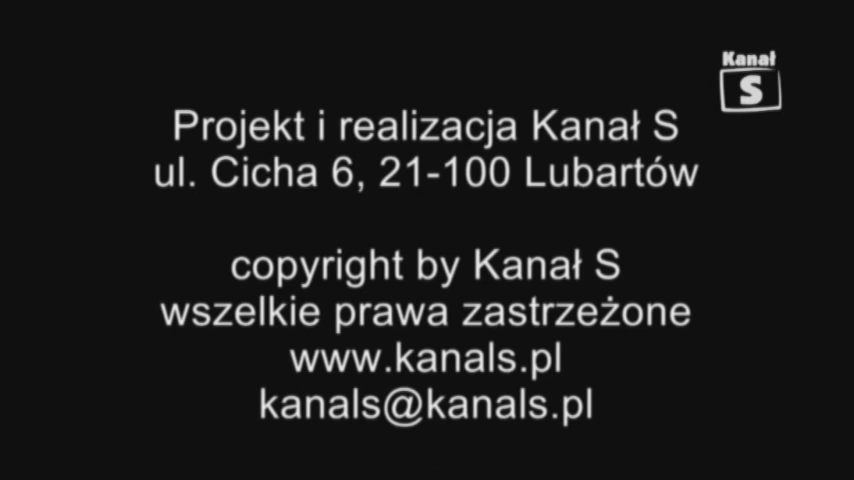 Kanał
S
Projekt i realizacja Kanał S
ul. Cicha 6, 21-100 Lubartów
copyright by Kanał S
wszelkie prawa zastrzeżone
www.kanals.pl
kanals@kanals.pl